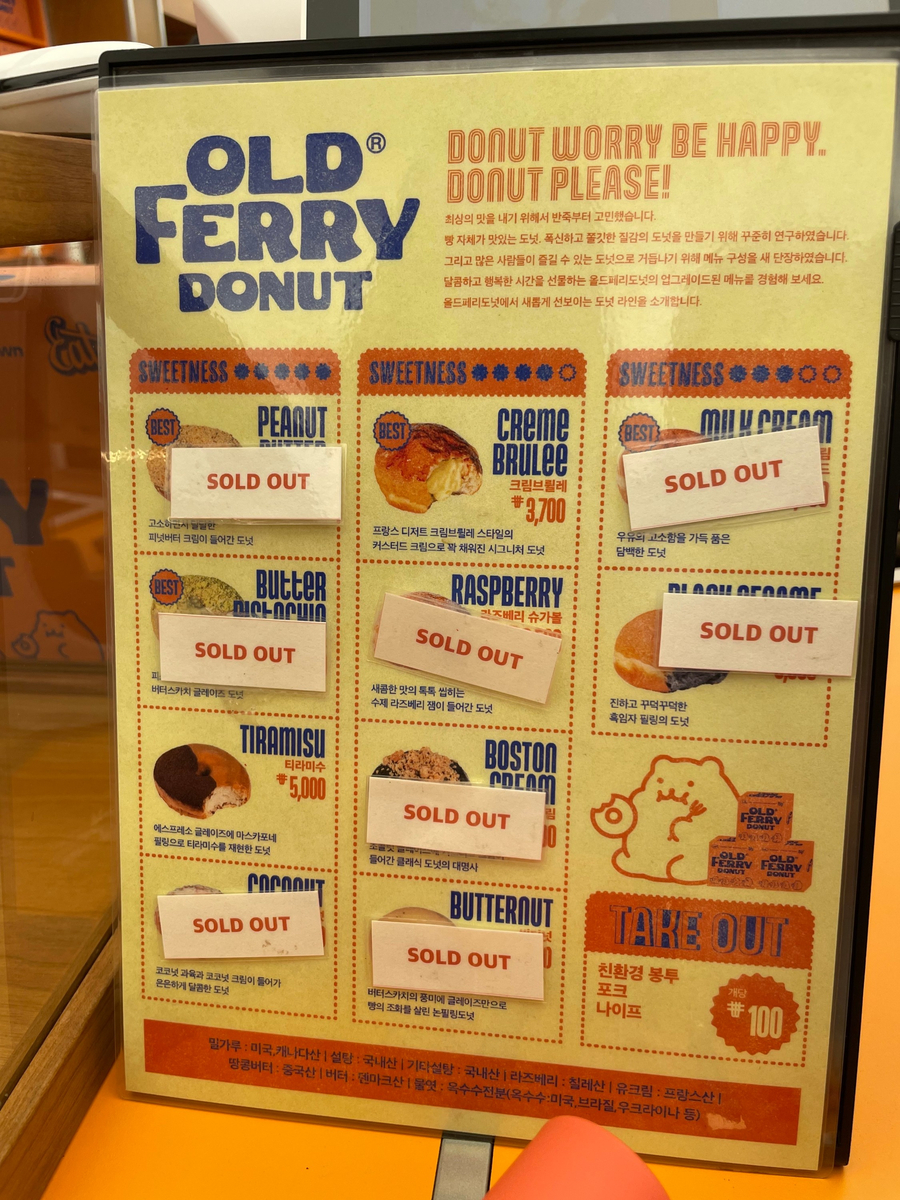 OLD®
FERRY
DONUT
DONUT WORRY BE HAPPY.
DONUT PLEASE!
최상의 맛을 내기 위해서 반죽부터 고민했습니다.
빵 자체가 맛있는 도넛. 폭신하고 쫄깃한 질감의 도넛을 만들기 위해 꾸준히 연구하였습니다.
그리고 많은 사람들이 즐길 수 있는 도넛으로 거듭나기 위해 메뉴 구성을 새 단장하였습니다.
달콤하고 행복한 시간을 선물하는 올드페리도넛의 업그레이드된 메뉴를 경험해 보세요.
올드페리도넛에서 새롭게 선보이는 도넛 라인을 소개합니다.
SWEETNESS
BEST
PEANUT
BUTTER
SOLD OUT
고소하면서 달달한
피넛버터 크림이 들어간 도넛
BEST
BUTTER
PISTACHIO
SOLD OUT
버터스카치 글레이즈 도넛
TIRAMISU
티라미수
₩5,000
에스프레소 글레이즈에 마스카포네
필링으로 티라미수를 재현한 도넛
COCONUT
SOLD OUT
코코넛 과육과 코코넛 크림이 들어가
은은하게 달콤한 도넛
SWEETNESS
BEST
CREME
BRULEE
크림브륄레
₩3,700
프랑스 디저트 크림브륄레 스타일의
커스터드 크림으로 꽉 채워진 시그니처 도넛
RASPBERRY
라즈베리 슈가볼
SOLD OUT
새콤한 맛의 톡톡 씹히는
수제 라즈베리 잼이 들어간 도넛
BOSTON
CREAM
SOLD OUT
들어간 클래식 도넛의 대명사
BUTTERNUT
SOLD OUT
버터스카치의 풍미에 글레이즈만으로
빵의 조화를 살린 논필링도넛
SWEETNESS
BEST
MILK CREAM
SOLD OUT
우유의 고소함을 가득 품은
담백한 도넛
BLACK SESAME
SOLD OUT
진하고 꾸덕꾸덕한
흑임자 필링의 도넛
OLD
FERRY
DONUT
OLD
FERRY
DONUT
OLD
FERRY
DONUT
TAKE OUT
친환경 봉투
포크
나이프
개당
₩100
밀가루 : 미국,캐나다산 | 설탕 : 국내산 | 기타설탕 : 국내산 | 라즈베리 : 칠레산 | 유크림 : 프랑스산 |
땅콩버터 : 중국산 | 버터 : 덴마크산 | 물엿 : 옥수수전분(옥수수:미국,브라질,우크라이나 등)